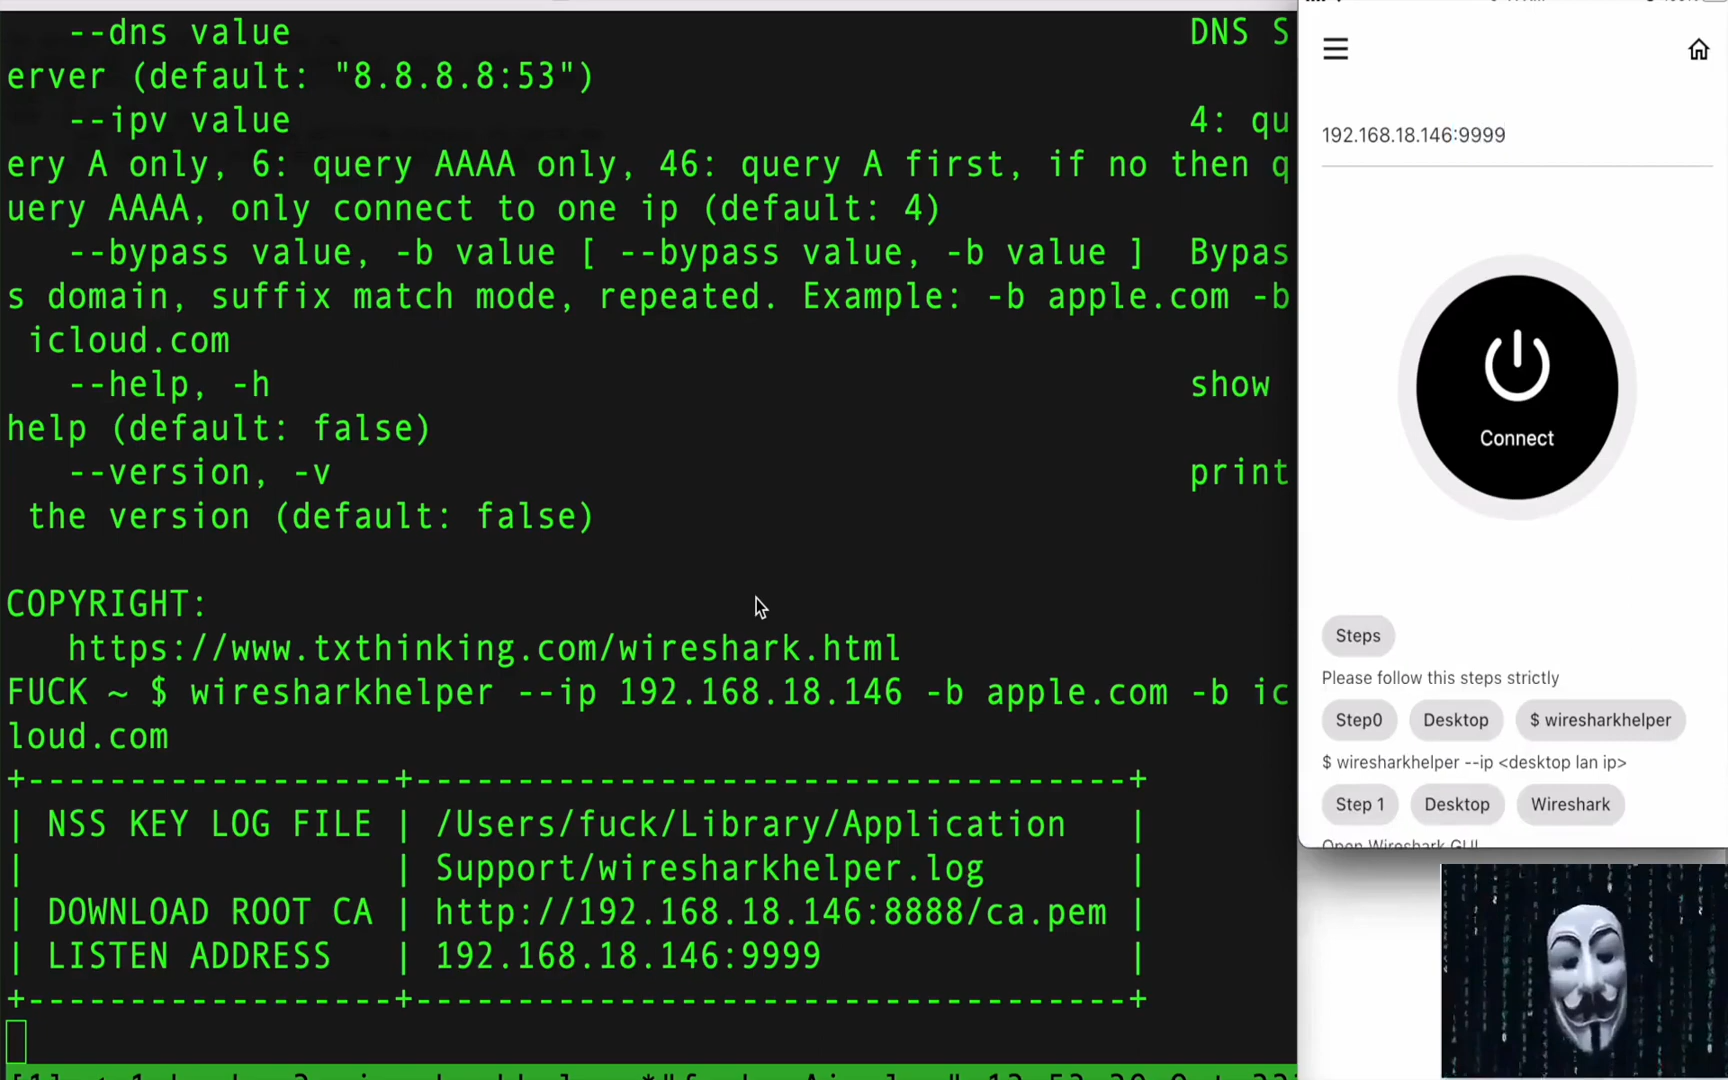 --dns value DNS S
erver (default: "8.8.8.8:53")
--ipv value 4: qu
ery A only, 6: query AAAA only, 46: query A first, if no then q
uery AAAA, only connect to one ip (default: 4)
--bypass value, -b value [ --bypass value, -b value ] Bypas
s domain, suffix match mode, repeated. Example: -b apple.com -b
icloud.com
--help, -h show
help (default: false)
--version, -v print
the version (default: false)
COPYRIGHT:
https://www.txthinking.com/wireshark.html
FUCK ~ $ wiresharkhelper --ip 192.168.18.146 -b apple.com -b ic
loud.com
+------------------+-----------------------------------+
| NSS KEY LOG FILE | /Users/fuck/Library/Application |
| | Support/wiresharkhelper.log |
| DOWNLOAD ROOT CA | http://192.168.18.146:8888/ca.pem |
| LISTEN ADDRESS | 192.168.18.146:9999 |
+------------------+-----------------------------------+
192.168.18.146:9999
Connect
Steps
Please follow this steps strictly
Step0 Desktop $ wiresharkhelper
$ wiresharkhelper --ip <desktop lan ip>
Step 1 Desktop Wireshark
Open Wireshark GUI